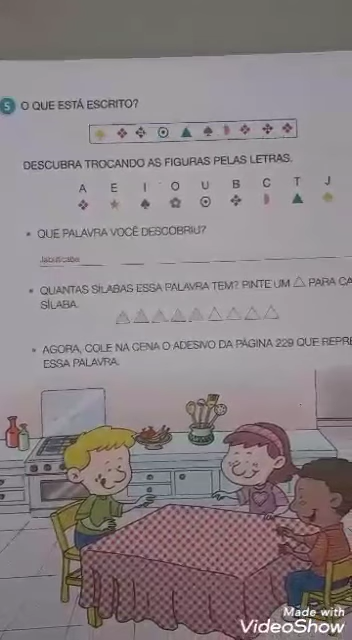 5 O QUE ESTÁ ESCRITO?
DESCUBRA TROCANDO AS FIGURAS PELAS LETRAS.
A E I O U B C T J
• QUE PALAVRA VOCÊ DESCOBRIU?
Jabuticaba
• QUANTAS SÍLABAS ESSA PALAVRA TEM? PINTE UM △ PARA CA
SÍLABA.
• AGORA, COLE NA CENA O ADESIVO DA PÁGINA 229 QUE REPRE
ESSA PALAVRA.
Made with
VideoShow